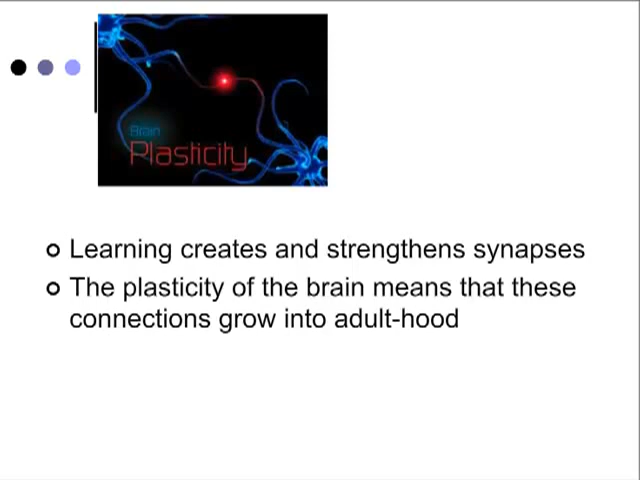 Brain
Plasticity
Learning creates and strengthens synapses
The plasticity of the brain means that these
connections grow into adult-hood